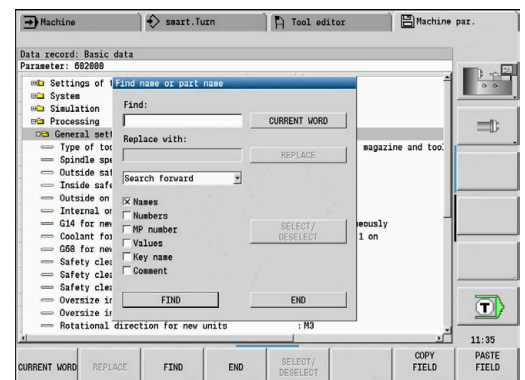 Machine
smart.Turn
Tool editor
Machine par.
Data record: Basic data
Parameter: 602000
Settings of t
System
Simulation
Processing
General sett
Type of too
magazine and tool
Spindle spe
Outside saf
Inside safe
Outside on
Internal on
G14 for new
eously
Coolant for
1 on
G60 for new
Safety clea
Safety clea
Safety clea
Oversize in
Oversize in
Rotational direction for new units : M3
Find name or part name
Find:
CURRENT WORD
Replace with:
REPLACE
Search forward
Names
Numbers
MP number
SELECT/
DESELECT
Values
Key name
Comment
FIND
END
T
11:35
CURRENT WORD
REPLACE
FIND
END
SELECT/
DESELECT
COPY
FIELD
PASTE
FIELD